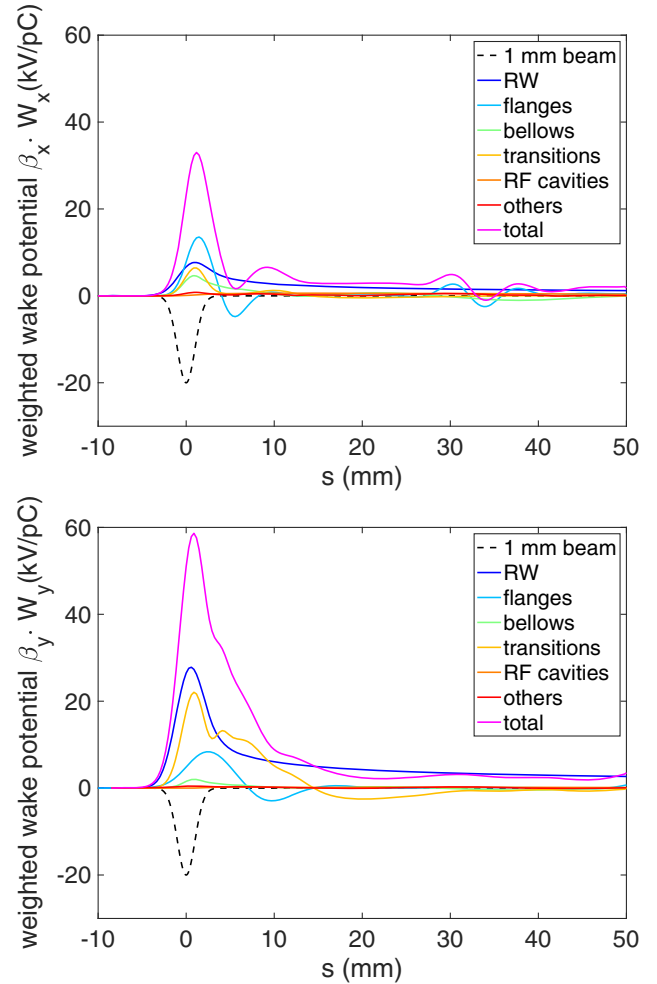 weighted wake potential β_x · W_x(kV/pC)
60
40
20
0
-20
-10
0
10
20
30
40
50
s (mm)
1 mm beam
RW
flanges
bellows
transitions
RF cavities
others
total
weighted wake potential β_y · W_y(kV/pC)
60
40
20
0
-20
-10
0
10
20
30
40
50
s (mm)
1 mm beam
RW
flanges
bellows
transitions
RF cavities
others
total